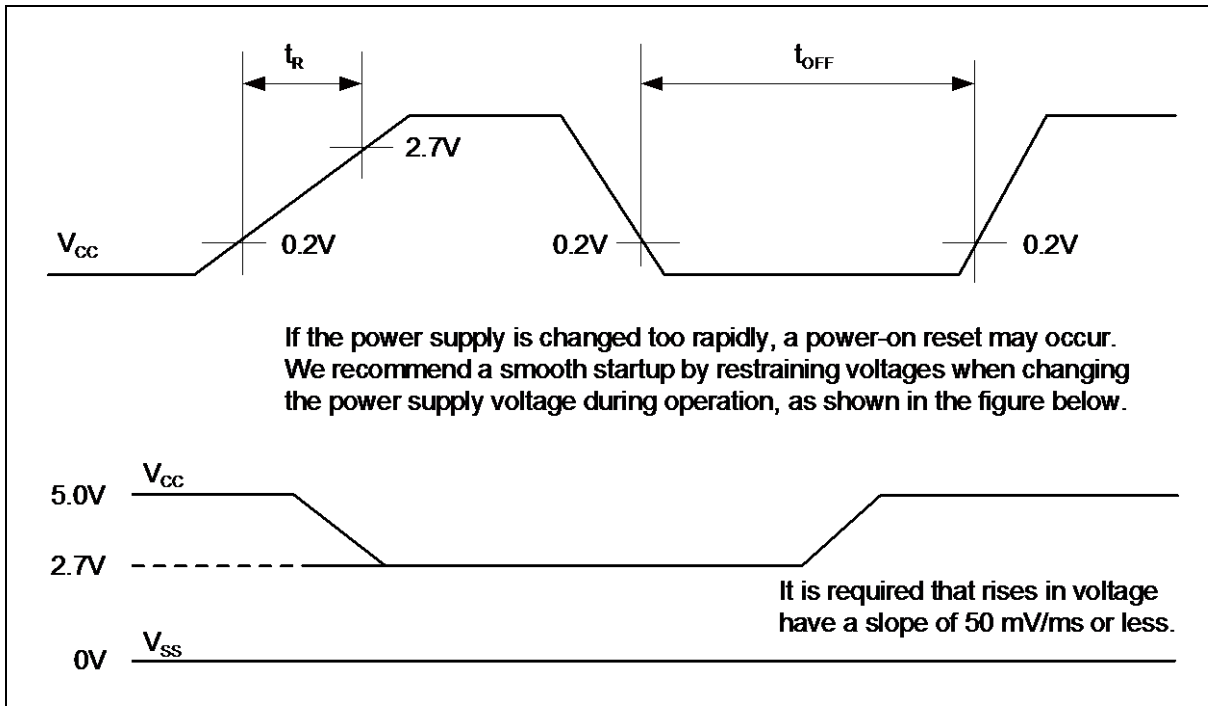 tR
tOFF
2.7V
VCC
0.2V
0.2V
0.2V
If the power supply is changed too rapidly, a power-on reset may occur.
We recommend a smooth startup by restraining voltages when changing
the power supply voltage during operation, as shown in the figure below.
VCC
5.0V
2.7V
It is required that rises in voltage
have a slope of 50 mV/ms or less.
VSS
0V